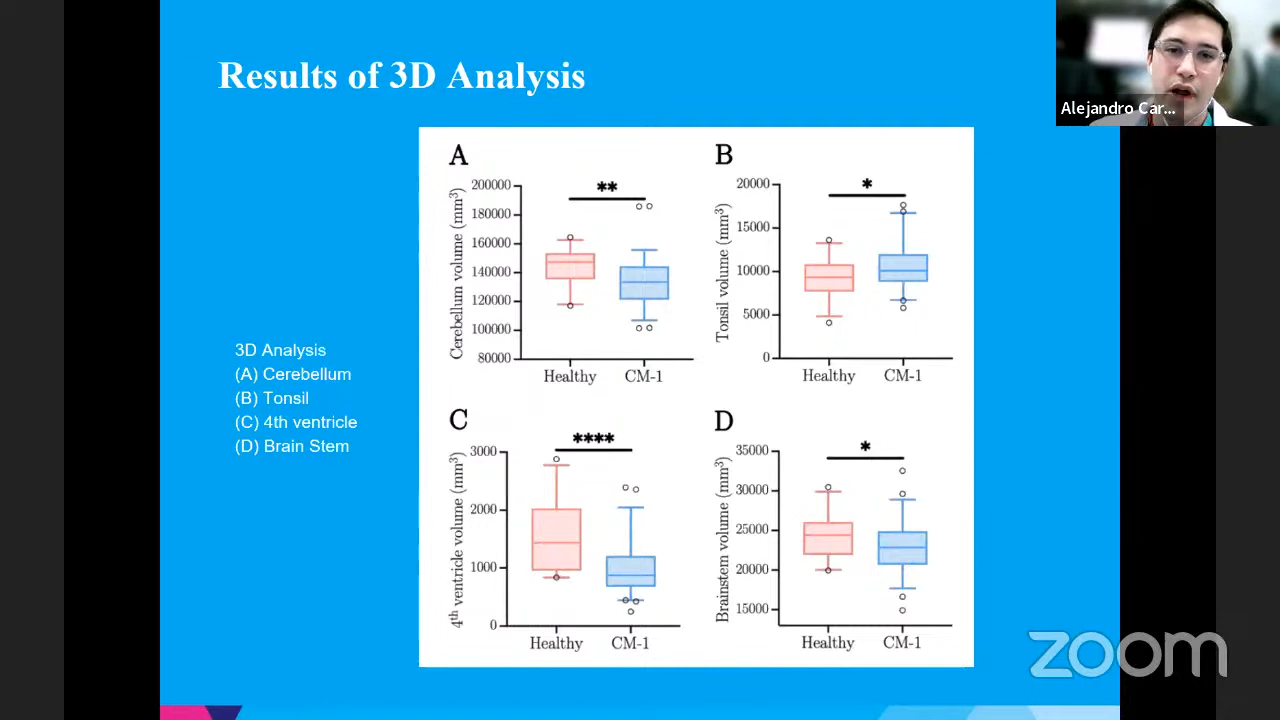 Results of 3D Analysis
Alejandro Car...
3D Analysis
(A) Cerebellum
(B) Tonsil
(C) 4th ventricle
(D) Brain Stem
A
Cerebellum volume (mm³)
200000
180000
160000
140000
120000
100000
80000
**
Healthy
CM-1
B
Tonsil volume (mm³)
20000
15000
10000
5000
0
*
Healthy
CM-1
C
4th ventricle volume (mm³)
3000
2000
1000
0
****
Healthy
CM-1
D
Brainstem volume (mm³)
35000
30000
25000
20000
15000
*
Healthy
CM-1
zoom